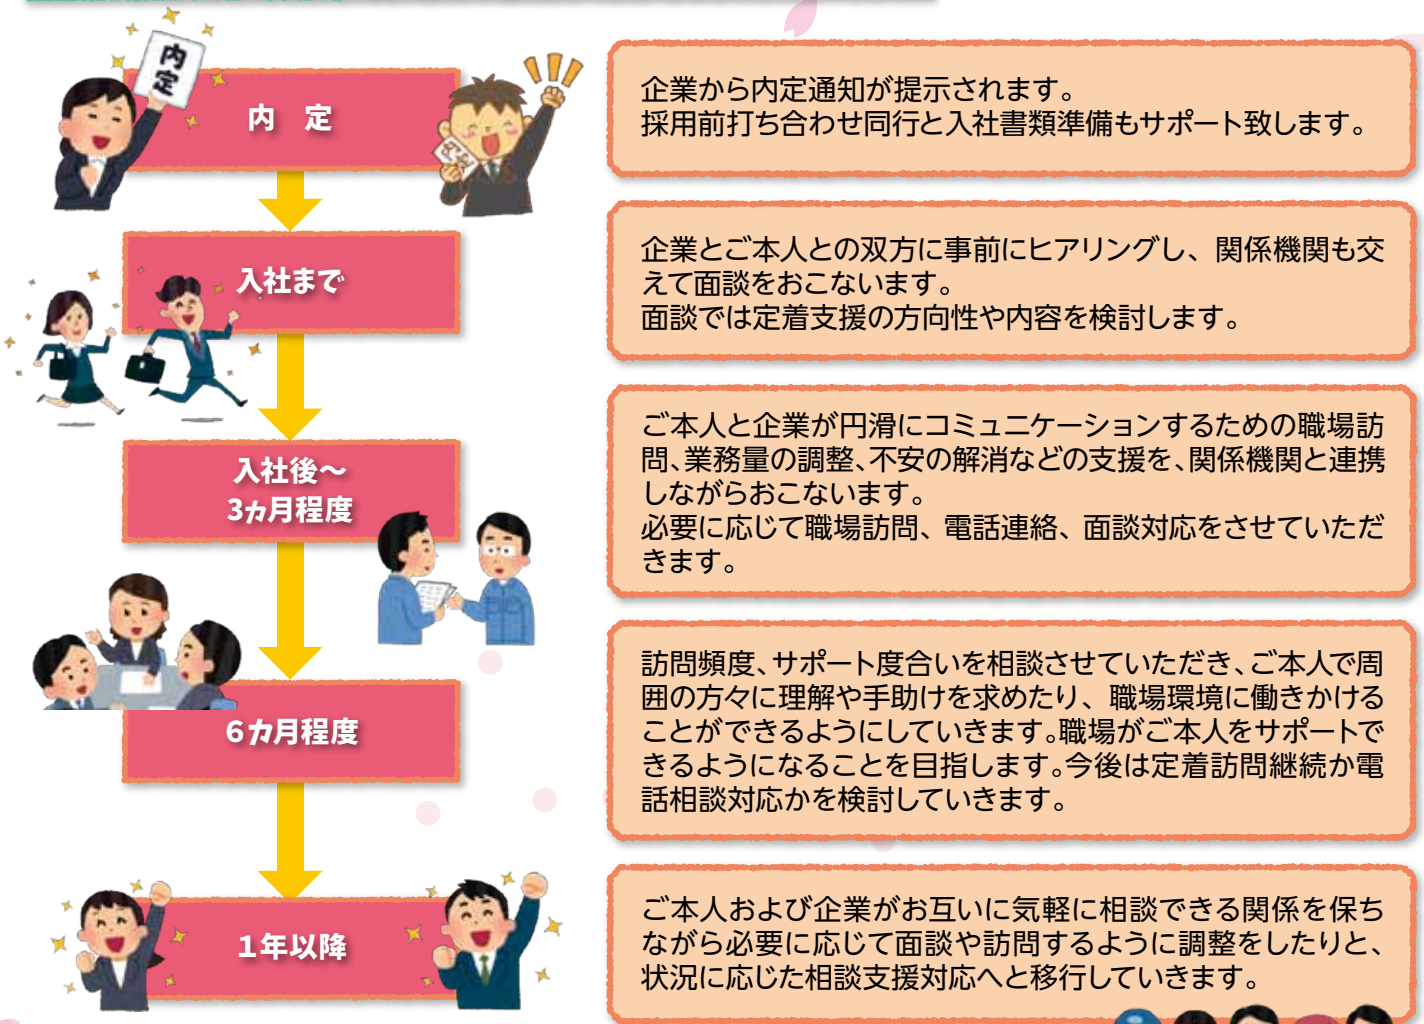 内定
内 定
企業から内定通知が提示されます。
採用前打ち合わせ同行と入社書類準備もサポート致します。
入社まで
企業とご本人との双方に事前にヒアリングし、関係機関も交
えて面談をおこないます。
面談では定着支援の方向性や内容を検討します。
入社後～
3ヵ月程度
ご本人と企業が円滑にコミュニケーションするための職場訪
問、業務量の調整、不安の解消などの支援を、関係機関と連携
しながらおこないます。
必要に応じて職場訪問、電話連絡、面談対応をさせていただ
きます。
6カ月程度
訪問頻度、サポート度合いを相談させていただき、ご本人で周
囲の方々に理解や手助けを求めたり、職場環境に働きかける
ことができるようにしていきます。職場がご本人をサポートで
きるようになることを目指します。今後は定着訪問継続か電
話相談対応かを検討していきます。
1年以降
ご本人および企業がお互いに気軽に相談できる関係を保ち
ながら必要に応じて面談や訪問するように調整をしたりと、
状況に応じた相談支援対応へと移行していきます。